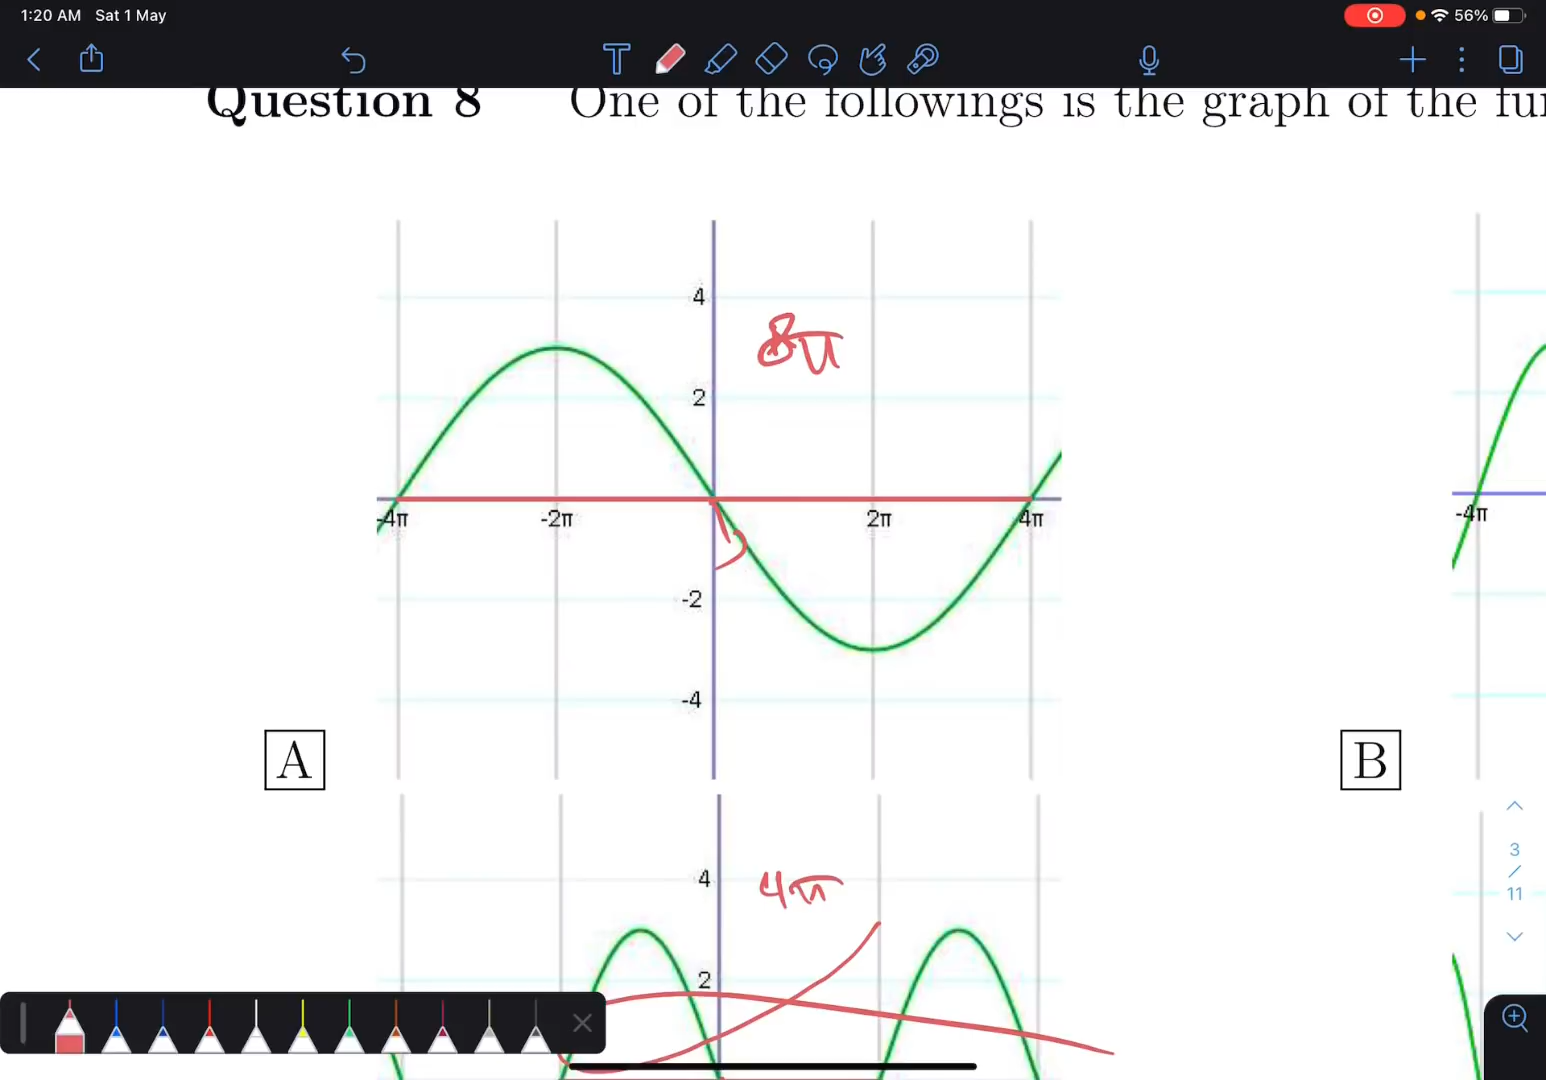 1:20 AM Sat 1 May
56%
T
Question 8 One of the followings is the graph of the fu
4
8π
2
-4π -2π 2π 4π
-4π
-2
-4
A
B
4
4π
2
3
/
11